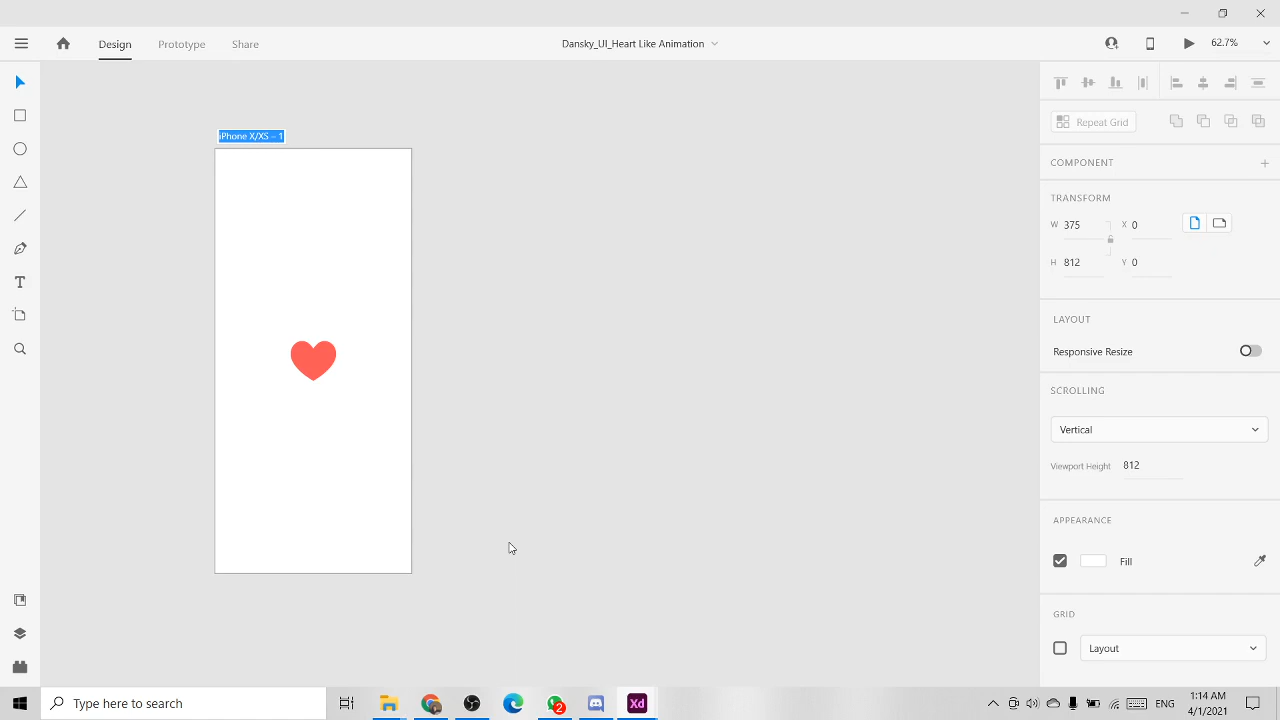 Design
Prototype
Share
Dansky_UI_Heart Like Animation
62.7%
iPhone X/XS – 1
Repeat Grid
COMPONENT
TRANSFORM
W 375
X 0
H 812
Y 0
LAYOUT
Responsive Resize
SCROLLING
Vertical
Viewport Height 812
APPEARANCE
Fill
GRID
Layout
Type here to search
2
Xd
ENG
1:14 AM
4/1/2021